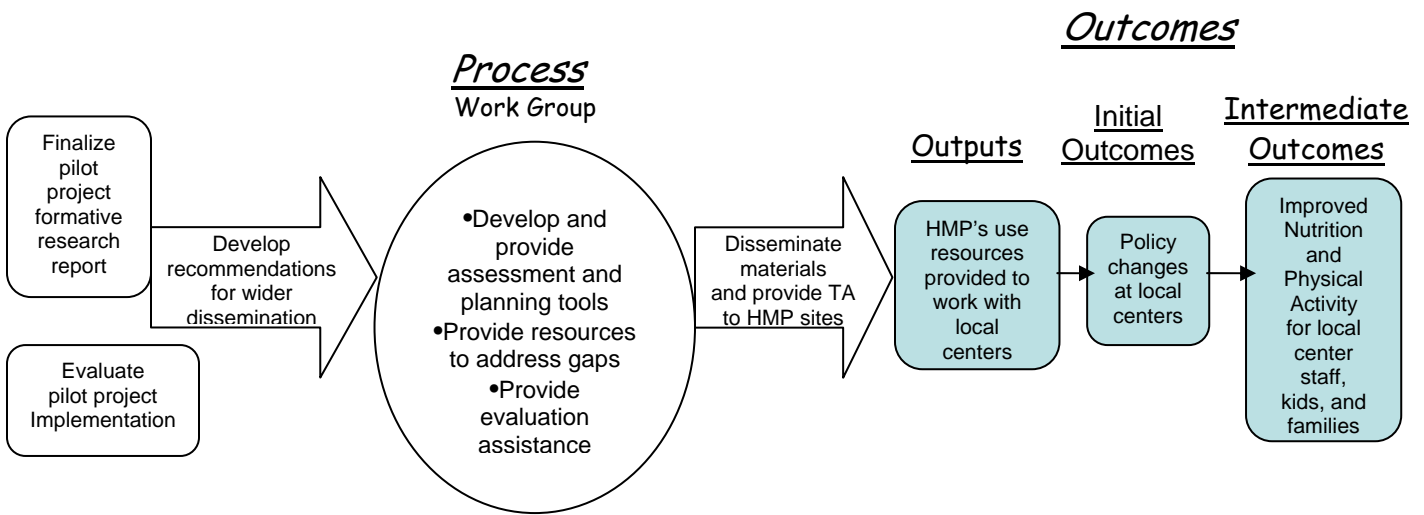 Outcomes
Process
Work Group
Outputs
Initial
Outcomes
Intermediate
Outcomes
Finalize
pilot
project
formative
research
report
Evaluate
pilot project
Implementation
Develop
recommendations
for wider
dissemination
•Develop and
provide
assessment and
planning tools
•Provide resources
to address gaps
•Provide
evaluation
assistance
Disseminate
materials
and provide TA
to HMP sites
HMP's use
resources
provided to
work with
local
centers
Policy
changes
at local
centers
Improved
Nutrition
and
Physical
Activity
for local
center
staff,
kids, and
families